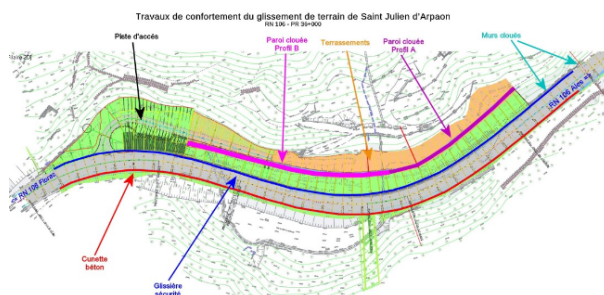 Travaux de confortement du glissement de terrain de Saint Julien d'Arpaon
RN 106 - PR 36+000
Piste d'accès
Paroi clouée
Profil B
Terrassements
Paroi clouée
Profil A
Murs cloués
RN 106 Alès =>
<= RN 106 Florac
Cunette
béton
Glissière
sécurité